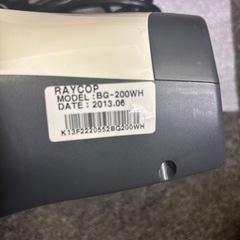 RAYCOP
MODEL :BG-200WH
DATE : 2013.06
K13F2220552BG200WH